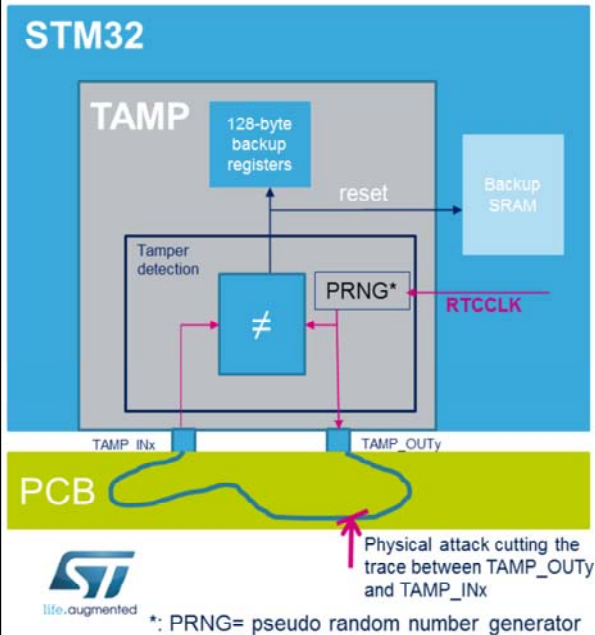 STM32
TAMP
128-byte
backup
registers
reset
Backup
SRAM
Tamper
detection
PRNG*
≠
RTCCLK
TAMP_INx
TAMP_OUTy
PCB
Physical attack cutting the
trace between TAMP_OUTy
and TAMP_INx
ST
life.augmented
*: PRNG= pseudo random number generator